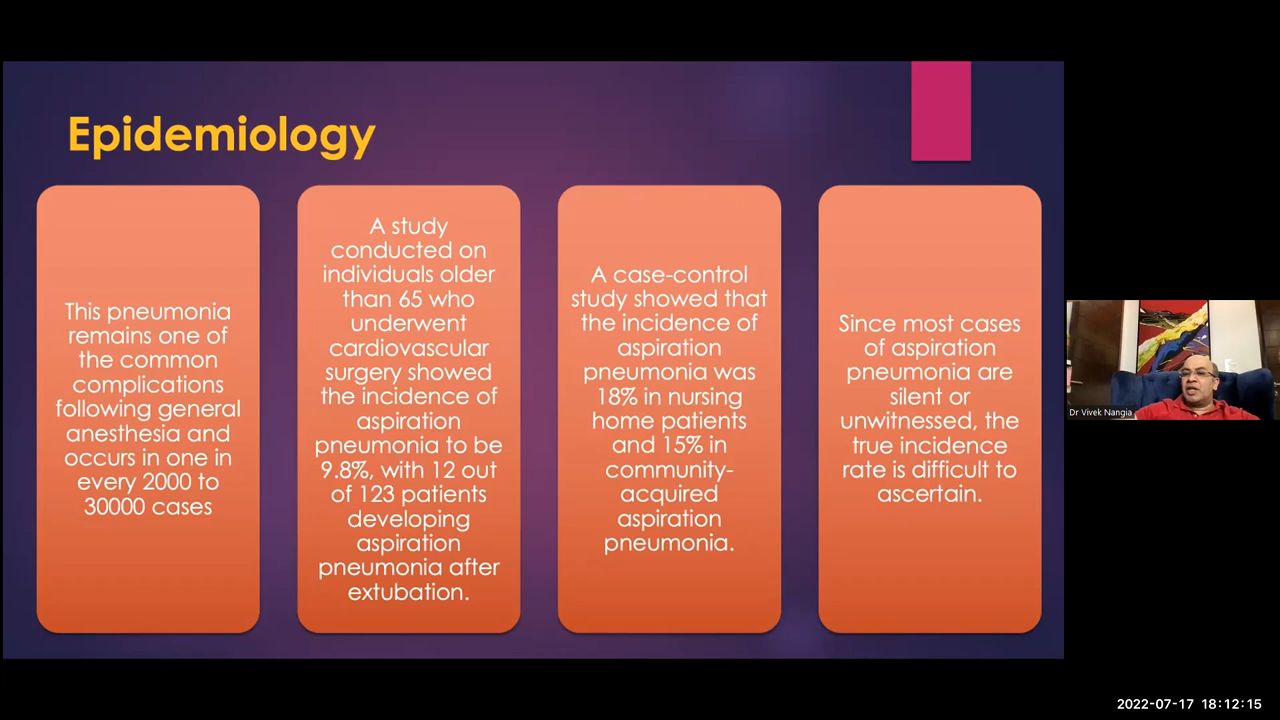 Epidemiology
This pneumonia
remains one of
the common
complications
following general
anesthesia and
occurs in one in
every 2000 to
30000 cases
A study
conducted on
individuals older
than 65 who
underwent
cardiovascular
surgery showed
the incidence of
aspiration
pneumonia to be
9.8%, with 12 out
of 123 patients
developing
aspiration
pneumonia after
extubation.
A case-control
study showed that
the incidence of
aspiration
pneumonia was
18% in nursing
home patients
and 15% in
community-
acquired
aspiration
pneumonia.
Since most cases
of aspiration
pneumonia are
silent or
unwitnessed, the
true incidence
rate is difficult to
ascertain.
Dr Vivek Nangia
2022-07-17 18:12:15